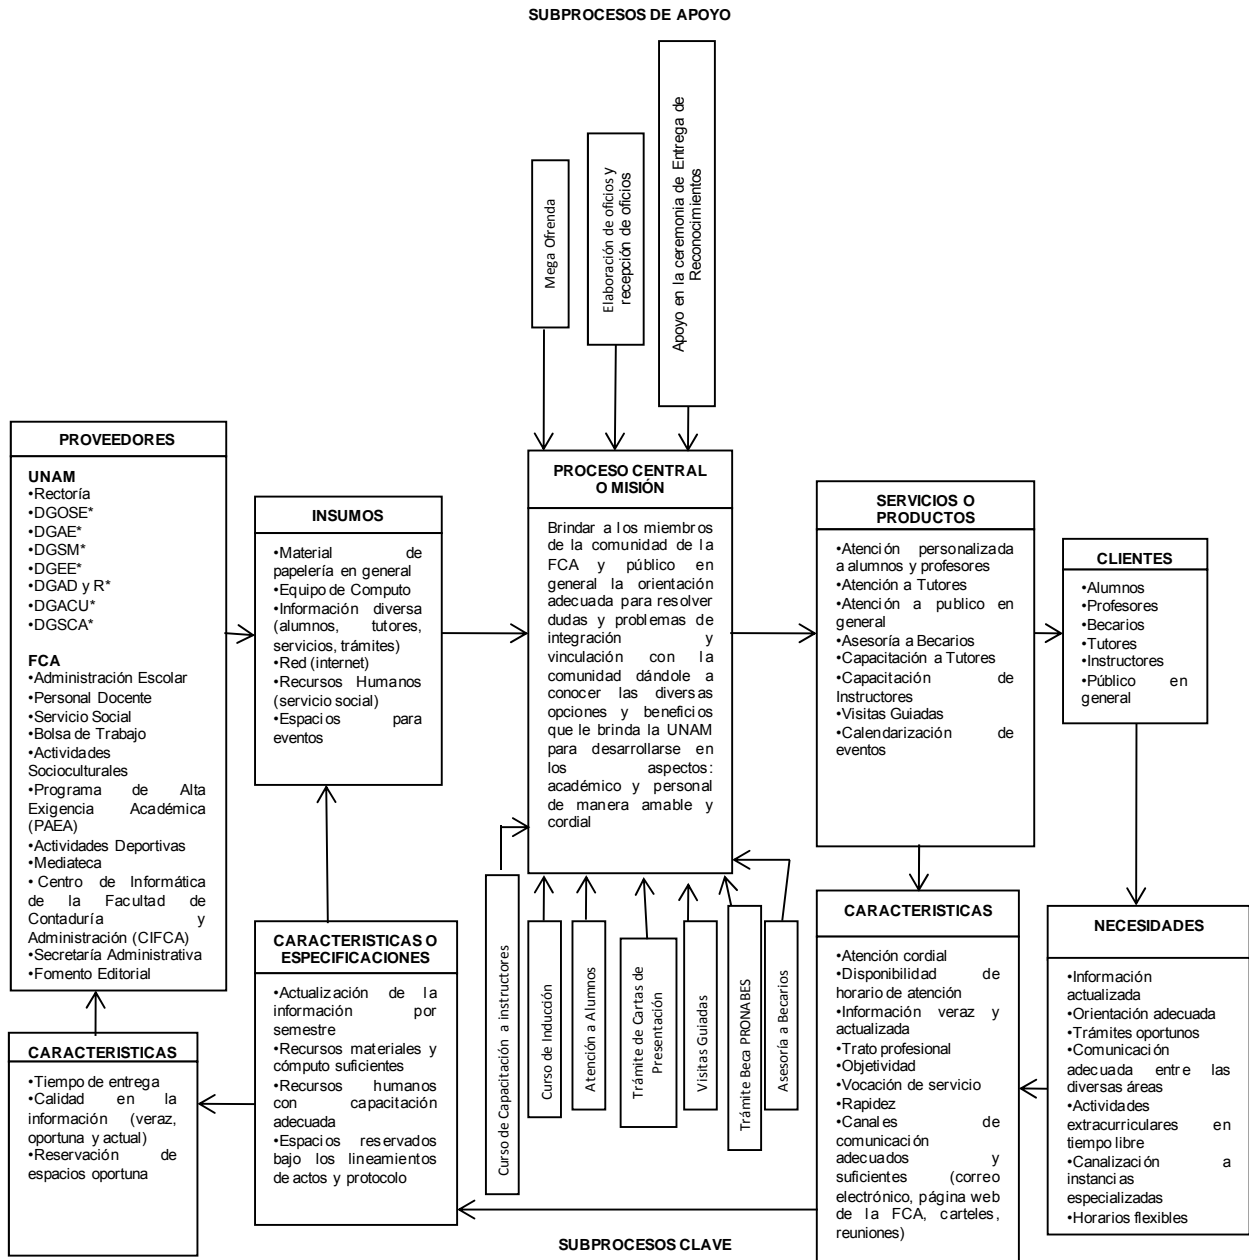 SUBPROCESOS DE APOYO
Mega Ofrenda
Elaboración de oficios y
recepción de oficios
Apoyo en la ceremonia de Entrega de
Reconocimientos
PROVEEDORES
UNAM
•Rectoría
•DGOSE*
•DGAE*
•DGSM*
•DGEE*
•DGAD y R*
•DGACU*
•DGSCA*
FCA
•Administración Escolar
•Personal Docente
•Servicio Social
•Bolsa de Trabajo
•Actividades
Socioculturales
•Programa de Alta
Exigencia Académica
(PAEA)
•Actividades Deportivas
•Mediateca
• Centro de Informática
de la Facultad de
Contaduría y
Administración (CIFCA)
•Secretaría Administrativa
•Fomento Editorial
INSUMOS
•Material de
papelería en general
•Equipo de Computo
•Información diversa
(alumnos, tutores,
servicios, trámites)
•Red (internet)
•Recursos Humanos
(servicio social)
•Espacios para
eventos
PROCESO CENTRAL
O MISIÓN
Brindar a los miembros
de la comunidad de la
FCA y público en
general la orientación
adecuada para resolver
dudas y problemas de
integración y
vinculación con la
comunidad dándole a
conocer las diversas
opciones y beneficios
que le brinda la UNAM
para desarrollarse en
los aspectos:
académico y personal
de manera amable y
cordial
SERVICIOS O
PRODUCTOS
•Atención personalizada
a alumnos y profesores
•Atención a Tutores
•Atención a publico en
general
•Asesoría a Becarios
•Capacitación a Tutores
•Capacitación de
Instructores
•Visitas Guiadas
•Calendarización de
eventos
CLIENTES
•Alumnos
•Profesores
•Becarios
•Tutores
•Instructores
•Público en
general
CARACTERISTICAS
•Tiempo de entrega
•Calidad en la
información (veraz,
oportuna y actual)
•Reservación de
espacios oportuna
CARACTERISTICAS O
ESPECIFICACIONES
•Actualización de la
información por
semestre
•Recursos materiales y
cómputo suficientes
•Recursos humanos
con capacitación
adecuada
•Espacios reservados
bajo los lineamientos
de actos y protocolo
Curso de Capacitación a instructores
Curso de Inducción
Atención a Alumnos
Trámite de Cartas de
Presentación
Visitas Guiadas
Trámite Beca PRONABES
Asesoría a Becarios
CARACTERISTICAS
•Atención cordial
•Disponibilidad de
horario de atención
•Información veraz y
actualizada
•Trato profesional
•Objetividad
•Vocación de servicio
•Rapidez
•Canales de
comunicación
adecuados y
suficientes (correo
electrónico, página web
de la FCA, carteles,
reuniones)
NECESIDADES
•Información
actualizada
•Orientación adecuada
•Trámites oportunos
•Comunicación
adecuada entre las
diversas áreas
•Actividades
extracurriculares en
tiempo libre
•Canalización a
instancias
especializadas
•Horarios flexibles
SUBPROCESOS CLAVE